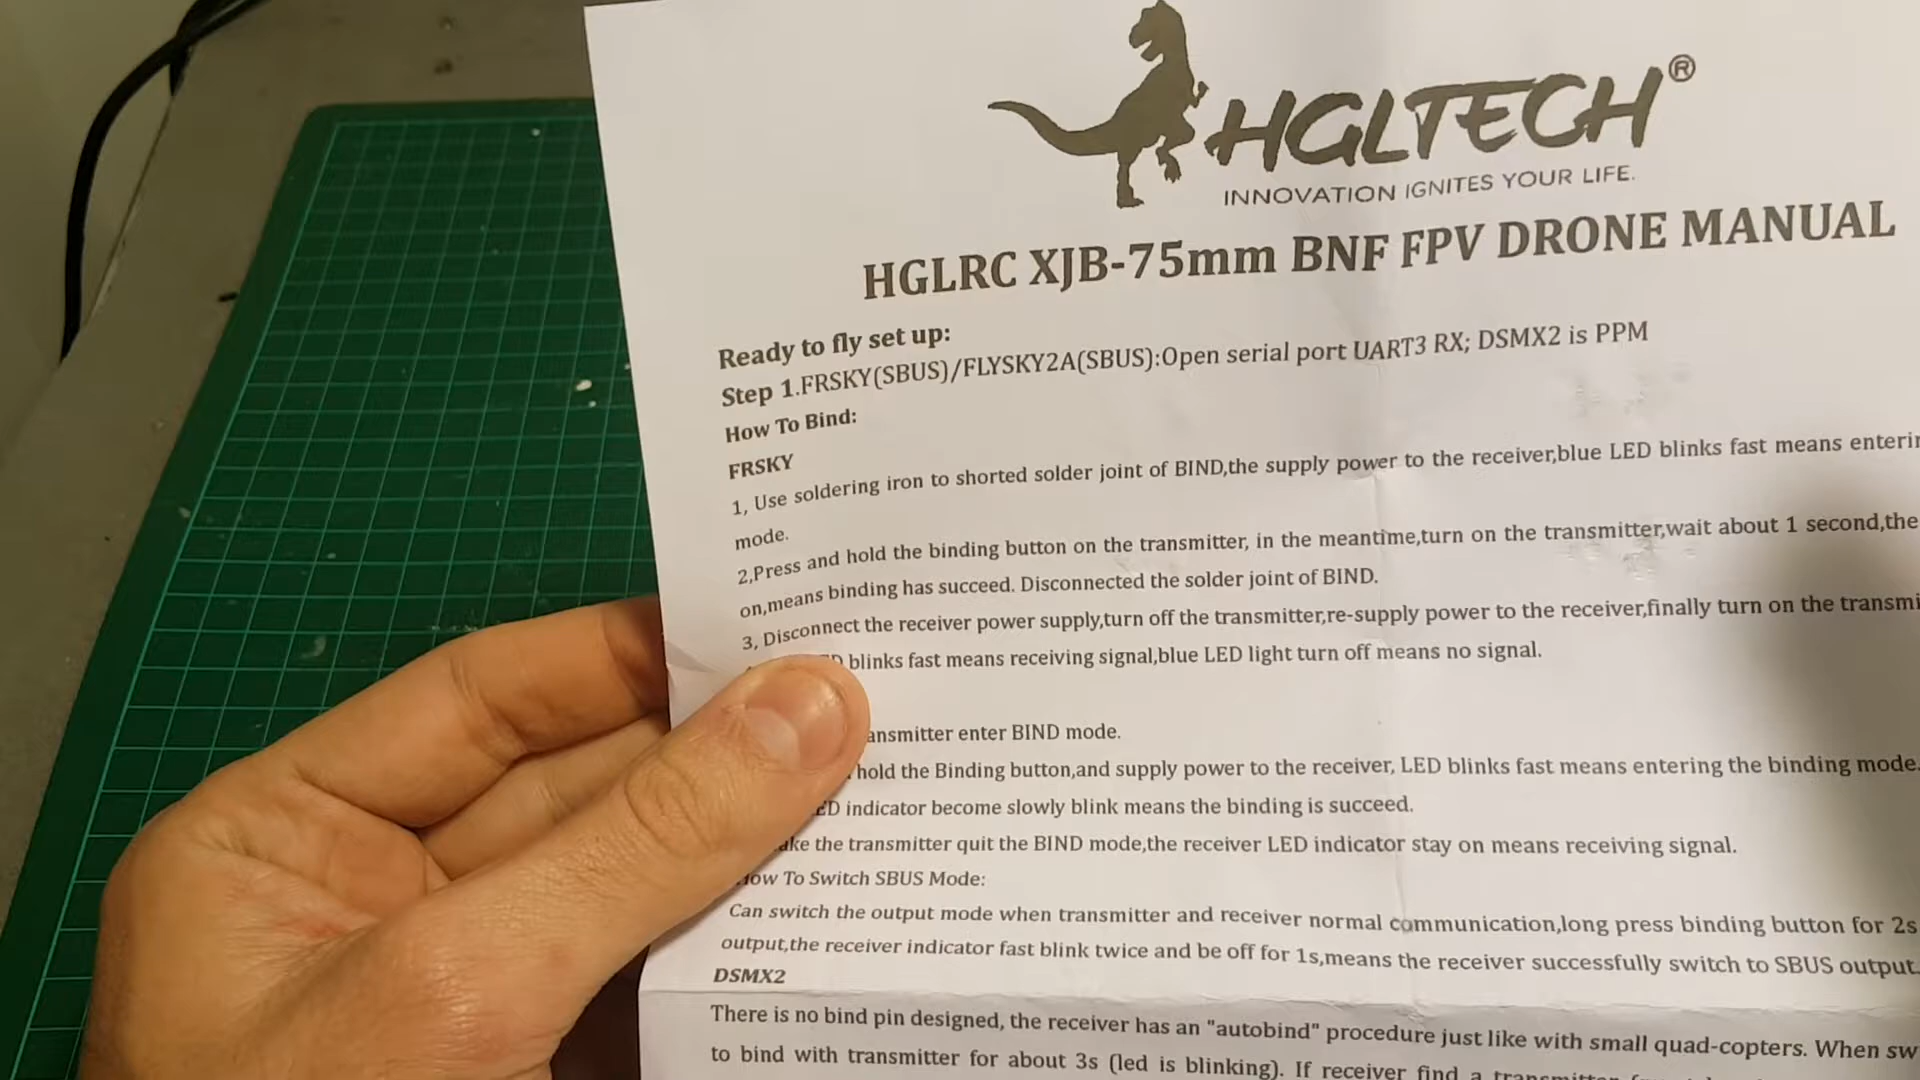 HGLTECH®
INNOVATION IGNITES YOUR LIFE.
HGLRC XJB-75mm BNF FPV DRONE MANUAL
Ready to fly set up:
Step 1.FRSKY(SBUS)/FLYSKY2A(SBUS):Open serial port UART3 RX; DSMX2 is PPM
How To Bind:
FRSKY
1, Use soldering iron to shorted solder joint of BIND,the supply power to the receiver,blue LED blinks fast means
mode.
2,Press and hold the binding button on the transmitter, in the meantime,turn on the transmitter,wait about 1 second,
on,means binding has succeed. Disconnected the solder joint of BIND.
3, Disconnect the receiver power supply,turn off the transmitter,re-supply power to the receiver,finally turn on the
blinks fast means receiving signal,blue LED light turn off means no signal.
enter BIND mode.
hold the Binding button,and supply power to the receiver, LED blinks fast means entering the binding mode.
indicator become slowly blink means the binding is succeed.
the transmitter quit the BIND mode,the receiver LED indicator stay on means receiving signal.
To Switch SBUS Mode:
Can switch the output mode when transmitter and receiver normal communication,long press binding button for 2s
output,the receiver indicator fast blink twice and be off for 1s,means the receiver successfully switch to SBUS output.
DSMX2
There is no bind pin designed, the receiver has an "autobind" procedure just like with small quad-copters. When
to bind with transmitter for about 3s (led is blinking). If receiver find a